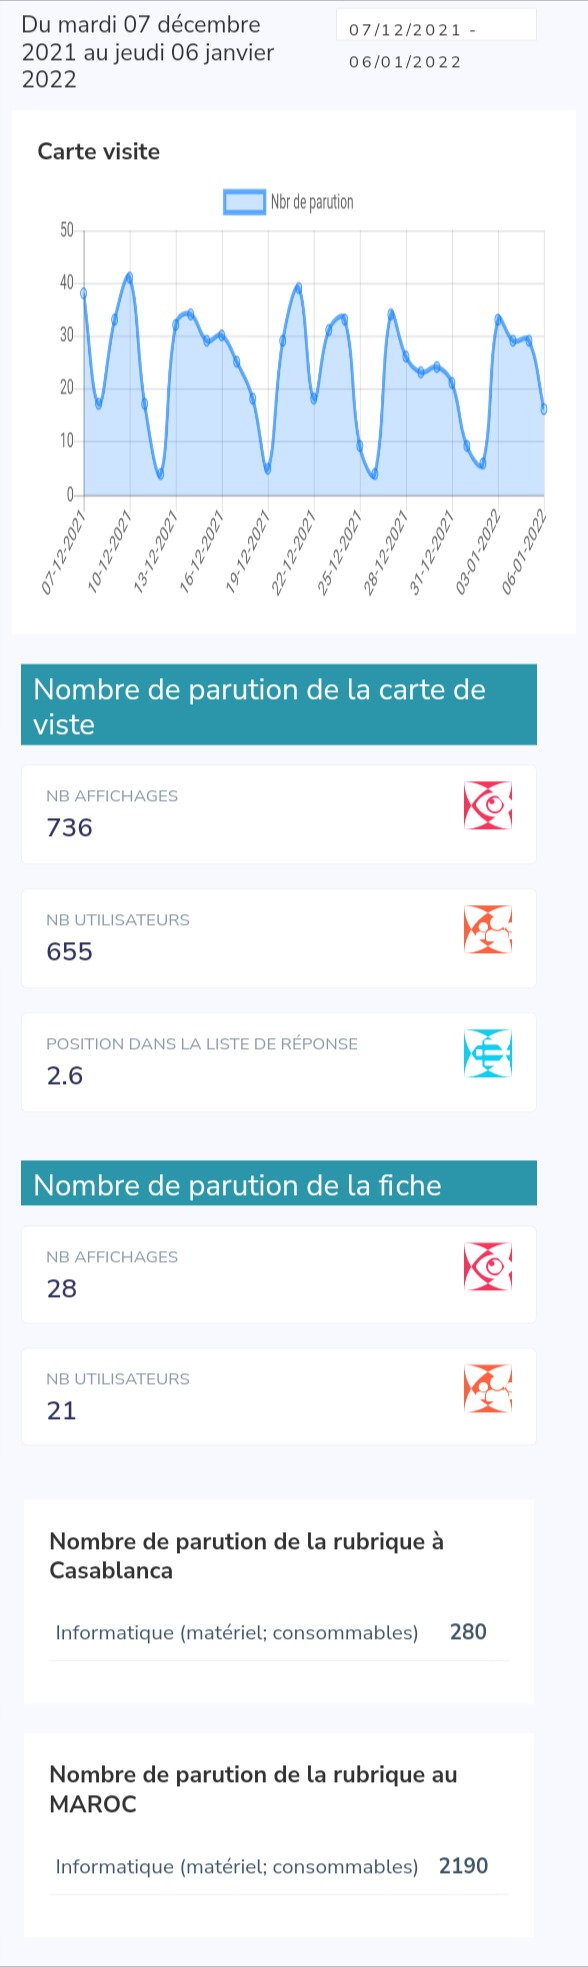 Du mardi 07 décembre
2021 au jeudi 06 janvier
2022
07/12/2021 -
06/01/2022
Carte visite
Nbr de parution
50
40
30
20
10
0
07-12-2021
10-12-2021
13-12-2021
16-12-2021
19-12-2021
22-12-2021
25-12-2021
28-12-2021
31-12-2021
03-01-2022
06-01-2022
Nombre de parution de la carte de
viste
NB AFFICHAGES
736
NB UTILISATEURS
655
POSITION DANS LA LISTE DE RÉPONSE
2.6
Nombre de parution de la fiche
NB AFFICHAGES
28
NB UTILISATEURS
21
Nombre de parution de la rubrique à
Casablanca
Informatique (matériel; consommables) 280
Nombre de parution de la rubrique au
MAROC
Informatique (matériel; consommables) 2190